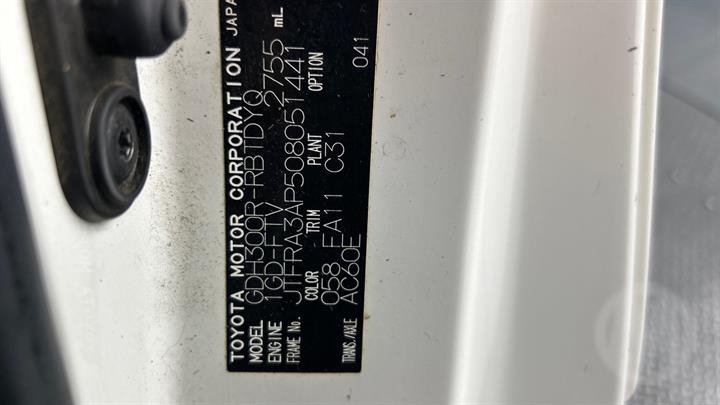 TOYOTA MOTOR CORPORATION JAPA
MODEL GDH300R-RBTDYQ
ENGINE 1GD-FTV 2755 mL
FRAME No. JTFRA3AP508051441
COLOR TRIM PLANT OPTION
058 FA11 C31 041
TRANS./AXLE AC60E